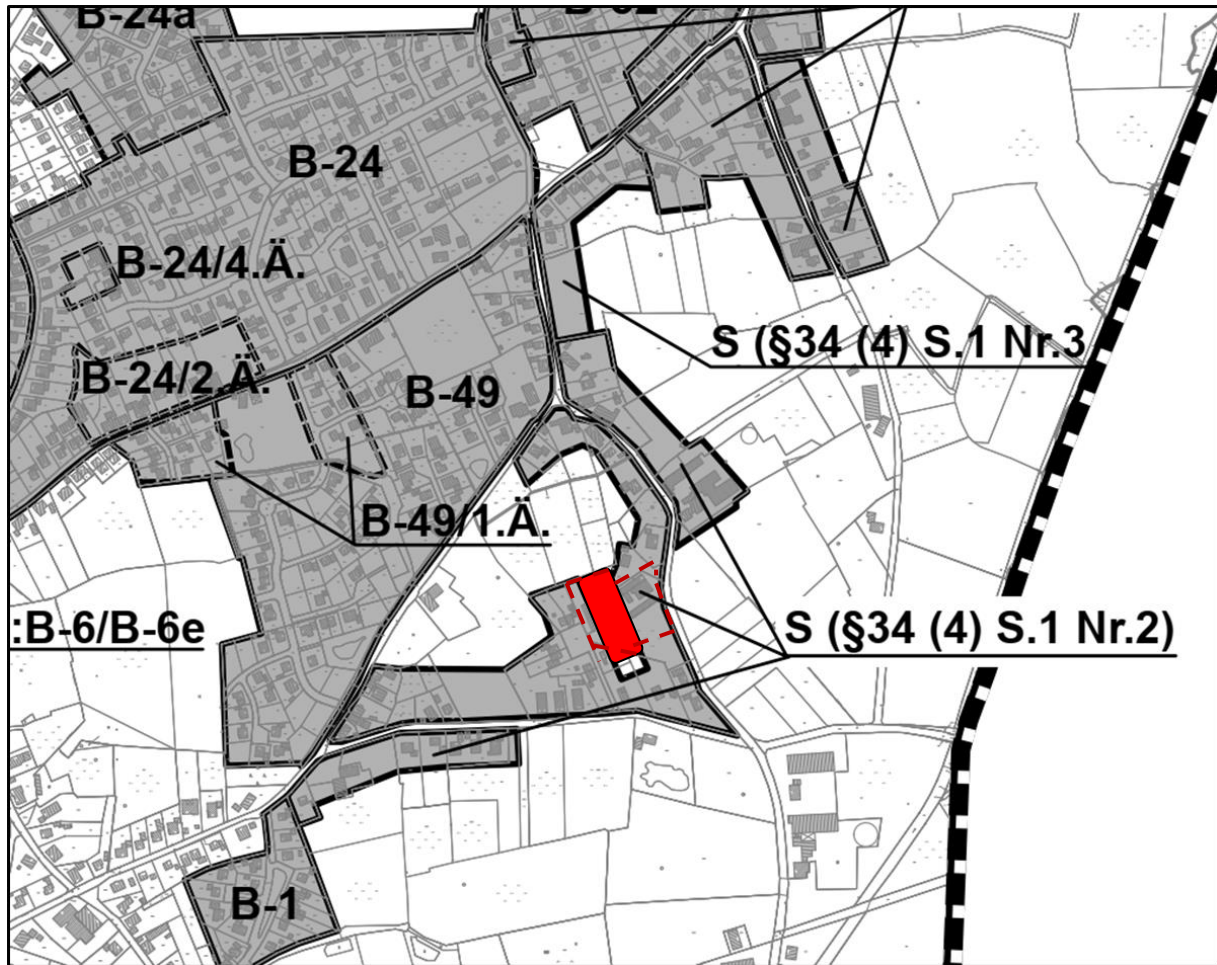 B-24a
B-24
B-24/4.Ä.
S (§34 (4) S.1 Nr.3
B-24/2.Ä.
B-49
B-49/1.Ä.
:B-6/B-6e
S (§34 (4) S.1 Nr.2)
B-1